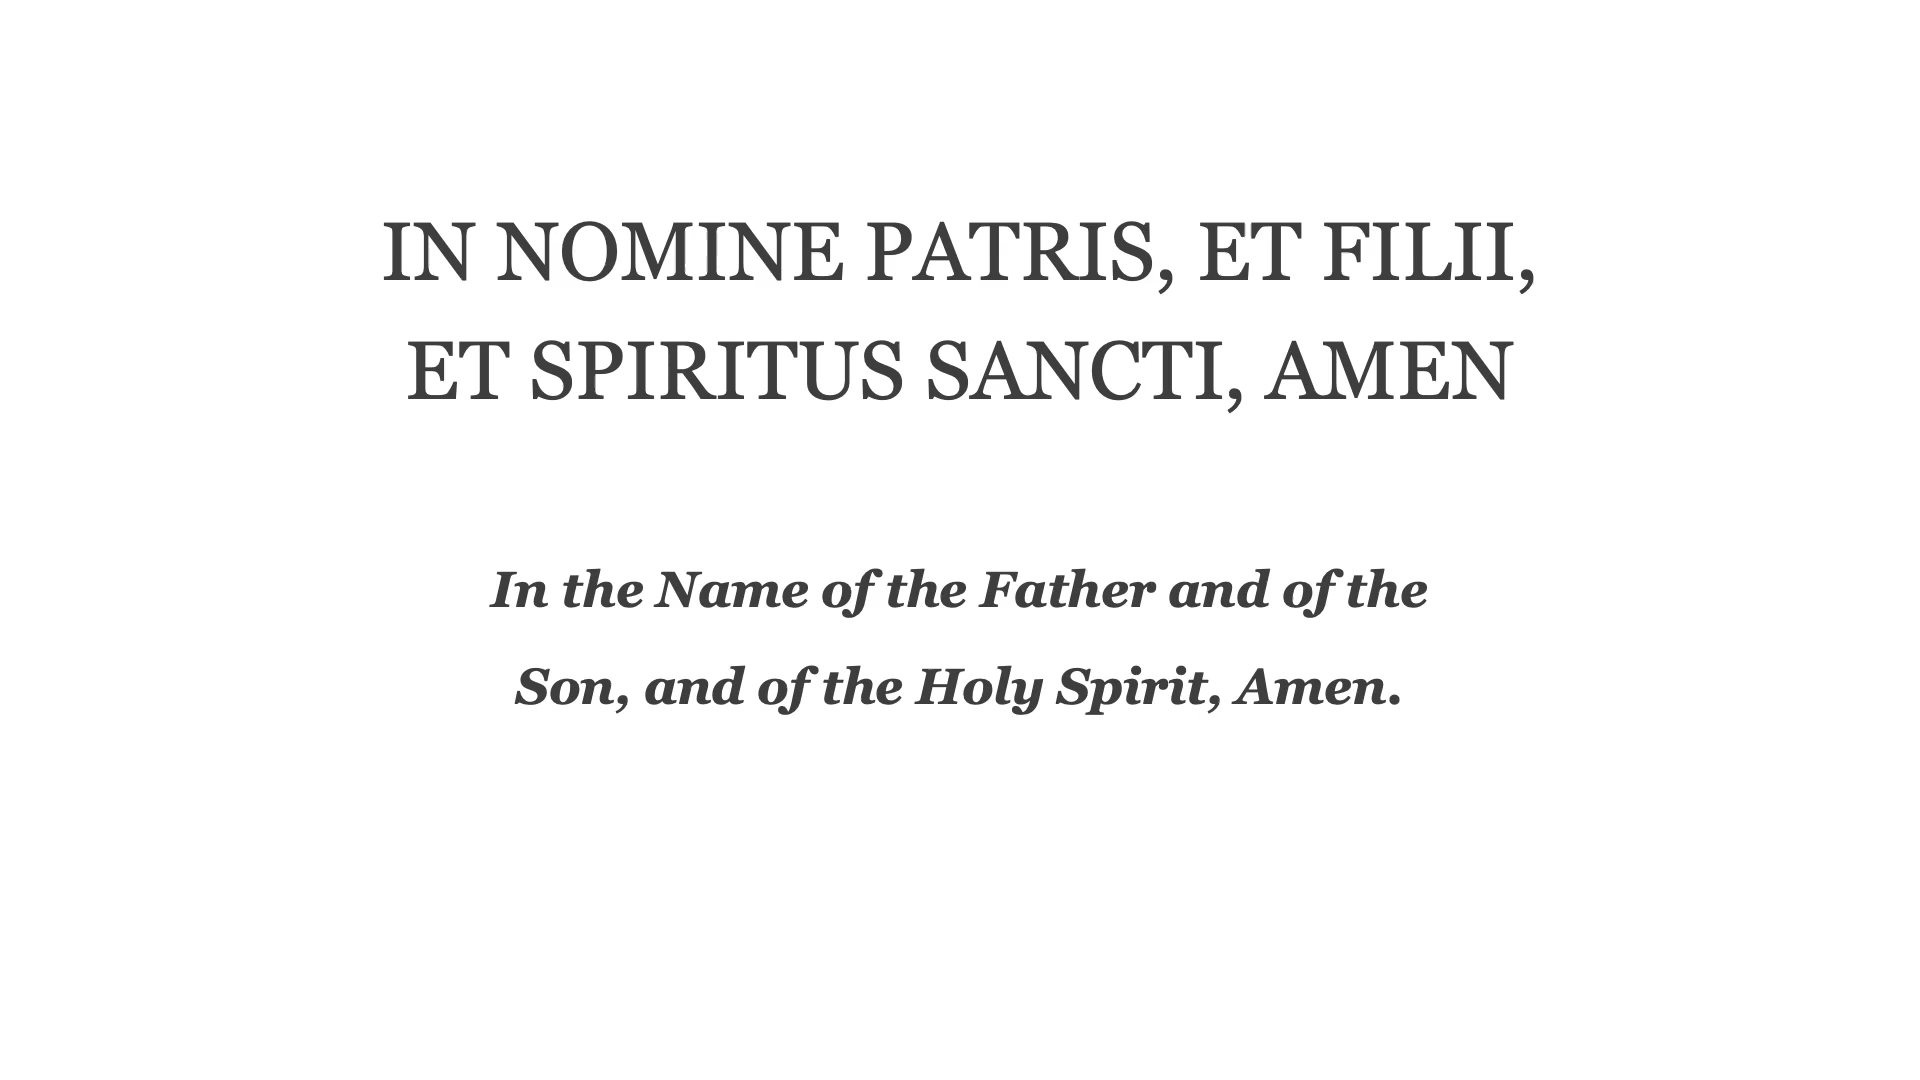 IN NOMINE PATRIS, ET FILII,
ET SPIRITUS SANCTI, AMEN
In the Name of the Father and of the
Son, and of the Holy Spirit, Amen.